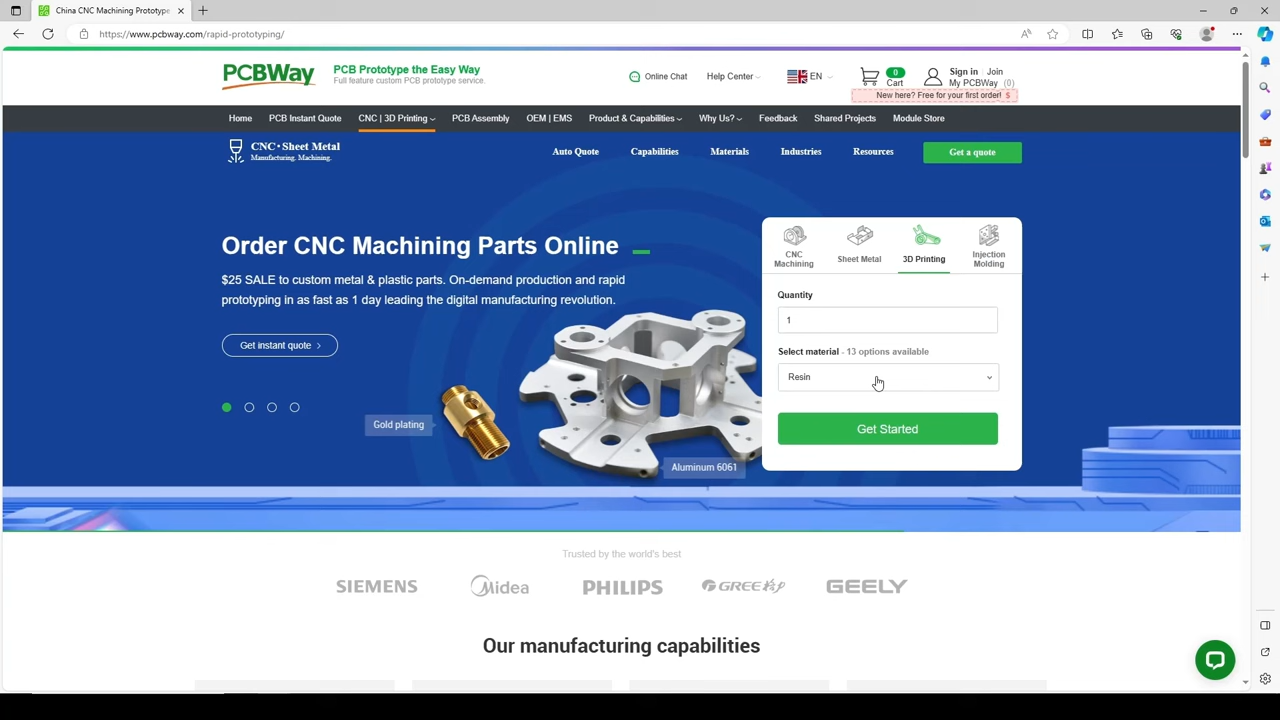 China CNC Machining Prototype
https://www.pcbway.com/rapid-prototyping/
PCBWay
PCB Prototype the Easy Way
Full feature custom PCB prototype service.
Online Chat
Help Center
EN
0
Cart
Sign in
Join
My PCBWay (0)
New here? Free for your first order! $
Home
PCB Instant Quote
CNC | 3D Printing
PCB Assembly
OEM | EMS
Product & Capabilities
Why Us?
Feedback
Shared Projects
Module Store
CNC·Sheet Metal
Manufacturing. Machining.
Auto Quote
Capabilities
Materials
Industries
Resources
Get a quote
Order CNC Machining Parts Online
$25 SALE to custom metal & plastic parts. On-demand production and rapid
prototyping in as fast as 1 day leading the digital manufacturing revolution.
Get instant quote >
Gold plating
Aluminum 6061
CNC
Machining
Sheet Metal
3D Printing
Injection
Molding
Quantity
1
Select material - 13 options available
Resin
Get Started
Trusted by the world's best
SIEMENS
Midea
PHILIPS
GREE格力
GEELY
Our manufacturing capabilities